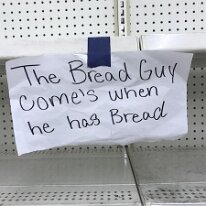 The Bread Guy
Come's when
he has Bread